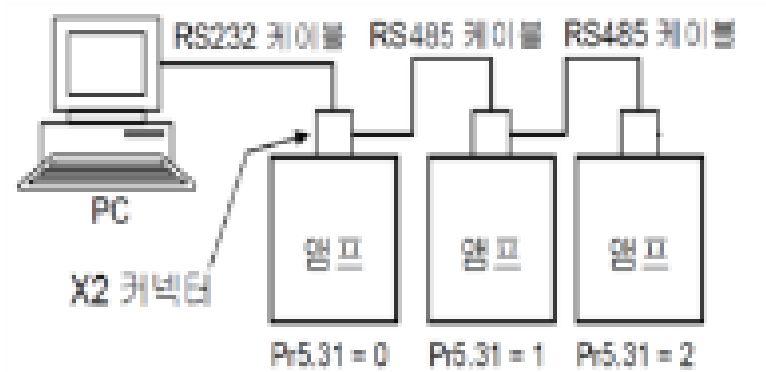 RS232 케이블 RS485 케이블 RS485 케이블
PC
X2 커넥터
앰프 앰프 앰프
Pr5.31 = 0 Pr5.31 = 1 Pr5.31 = 2